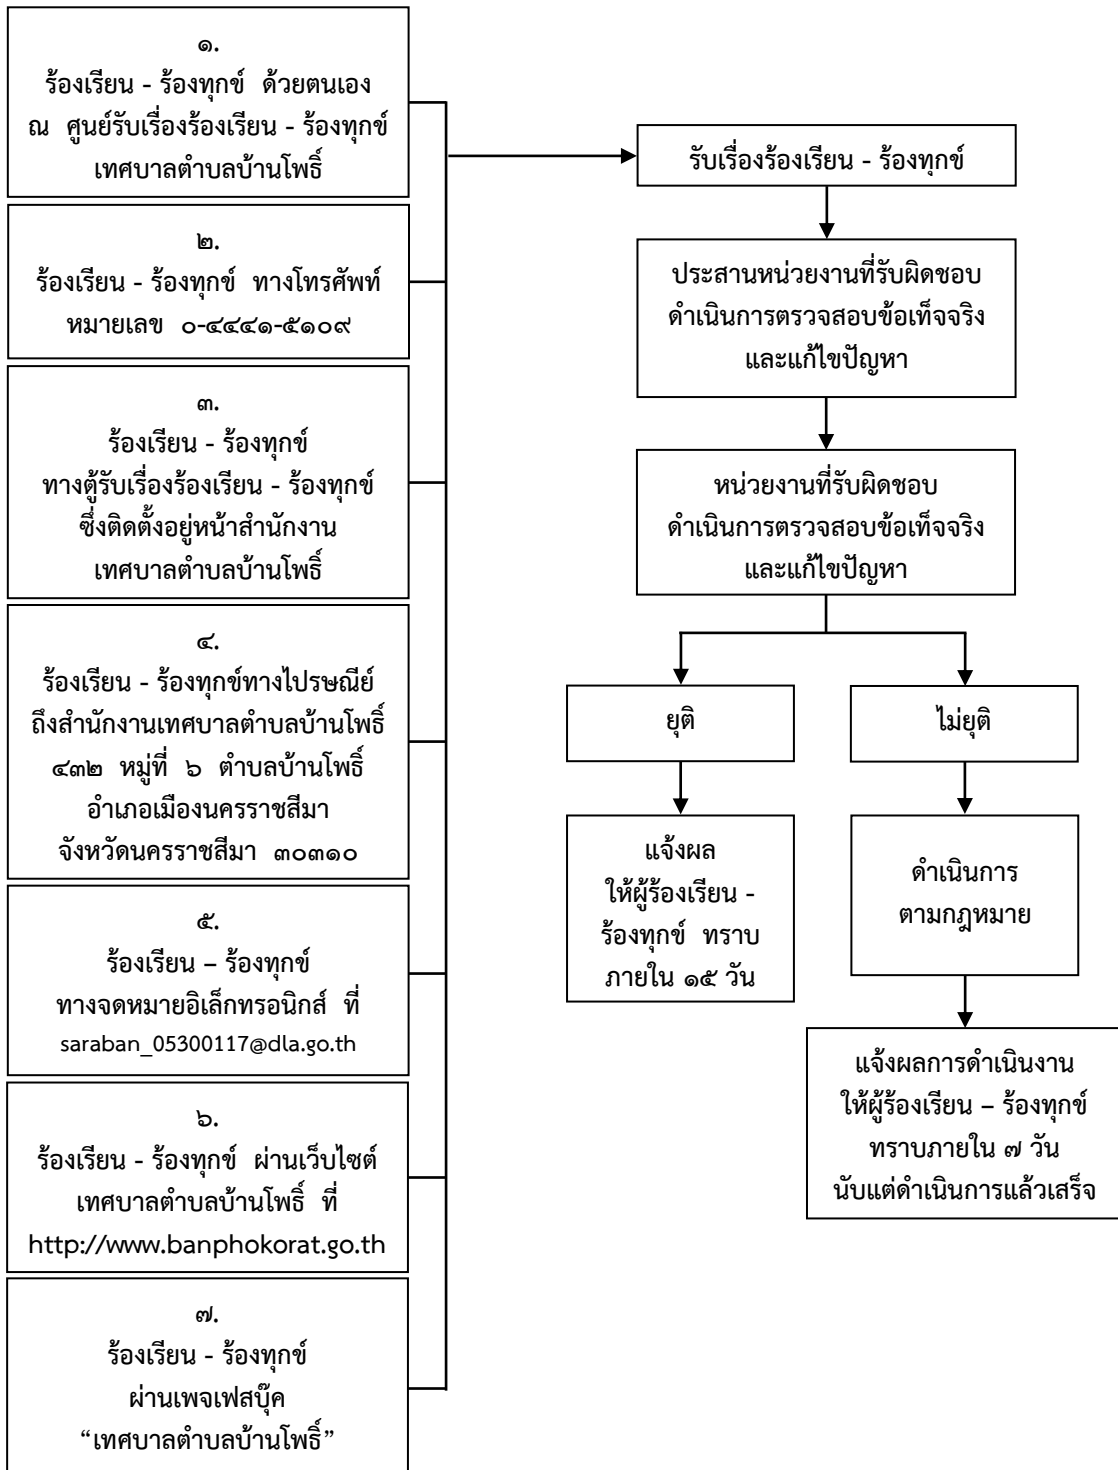 ๑.
ร้องเรียน - ร้องทุกข์ ด้วยตนเอง
ณ ศูนย์รับเรื่องร้องเรียน - ร้องทุกข์
เทศบาลตำบลบ้านโพธิ์
๒.
ร้องเรียน - ร้องทุกข์ ทางโทรศัพท์
หมายเลข ๐-๔๔๔๑-๕๑๐๙
๓.
ร้องเรียน - ร้องทุกข์
ทางตู้รับเรื่องร้องเรียน - ร้องทุกข์
ซึ่งติดตั้งอยู่หน้าสำนักงาน
เทศบาลตำบลบ้านโพธิ์
๔.
ร้องเรียน - ร้องทุกข์ทางไปรษณีย์
ถึงสำนักงานเทศบาลตำบลบ้านโพธิ์
๔๓๒ หมู่ที่ ๖ ตำบลบ้านโพธิ์
อำเภอเมืองนครราชสีมา
จังหวัดนครราชสีมา ๓๐๓๑๐
๕.
ร้องเรียน – ร้องทุกข์
ทางจดหมายอิเล็กทรอนิกส์ ที่
saraban_05300117@dla.go.th
๖.
ร้องเรียน - ร้องทุกข์ ผ่านเว็บไซต์
เทศบาลตำบลบ้านโพธิ์ ที่
http://www.banphokorat.go.th
๗.
ร้องเรียน - ร้องทุกข์
ผ่านเพจเฟสบุ๊ค
“เทศบาลตำบลบ้านโพธิ์”
รับเรื่องร้องเรียน - ร้องทุกข์
ประสานหน่วยงานที่รับผิดชอบ
ดำเนินการตรวจสอบข้อเท็จจริง
และแก้ไขปัญหา
หน่วยงานที่รับผิดชอบ
ดำเนินการตรวจสอบข้อเท็จจริง
และแก้ไขปัญหา
ยุติ
แจ้งผล
ให้ผู้ร้องเรียน -
ร้องทุกข์ ทราบ
ภายใน ๑๕ วัน
ไม่ยุติ
ดำเนินการ
ตามกฎหมาย
แจ้งผลการดำเนินงาน
ให้ผู้ร้องเรียน – ร้องทุกข์
ทราบภายใน ๗ วัน
นับแต่ดำเนินการแล้วเสร็จ